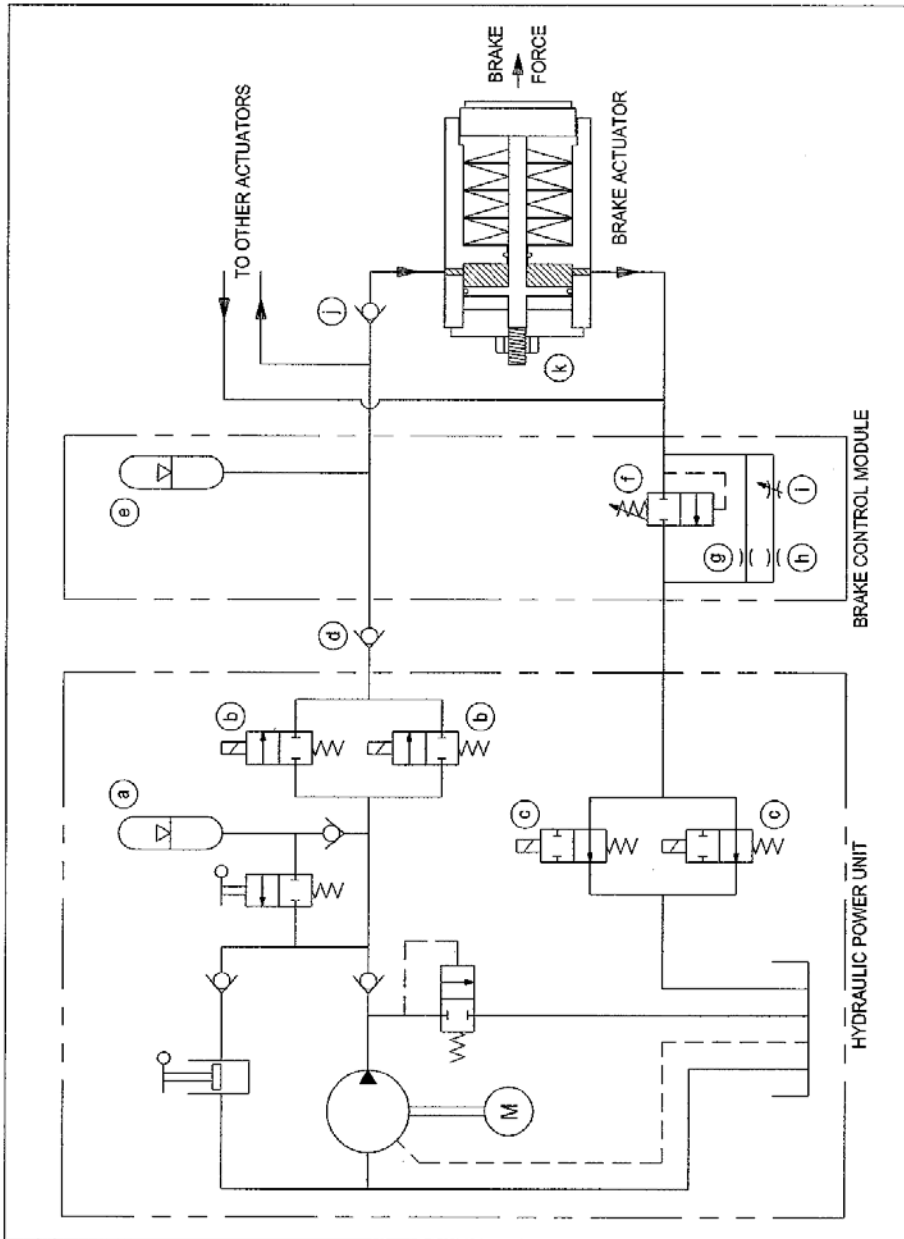 TO OTHER ACTUATORS
BRAKE
FORCE
e
a
j
b
d
b
k
BRAKE ACTUATOR
f
g
h
i
c
c
M
BRAKE CONTROL MODULE
HYDRAULIC POWER UNIT